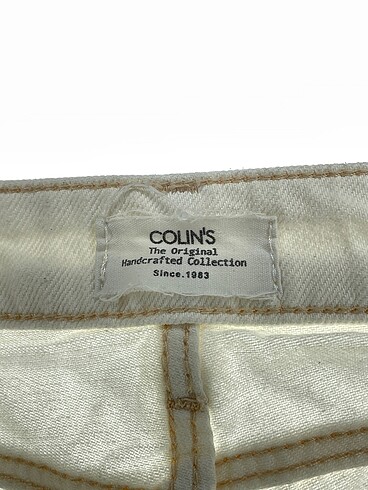 COLIN'S
The Original
Handcrafted Collection
Since.1983